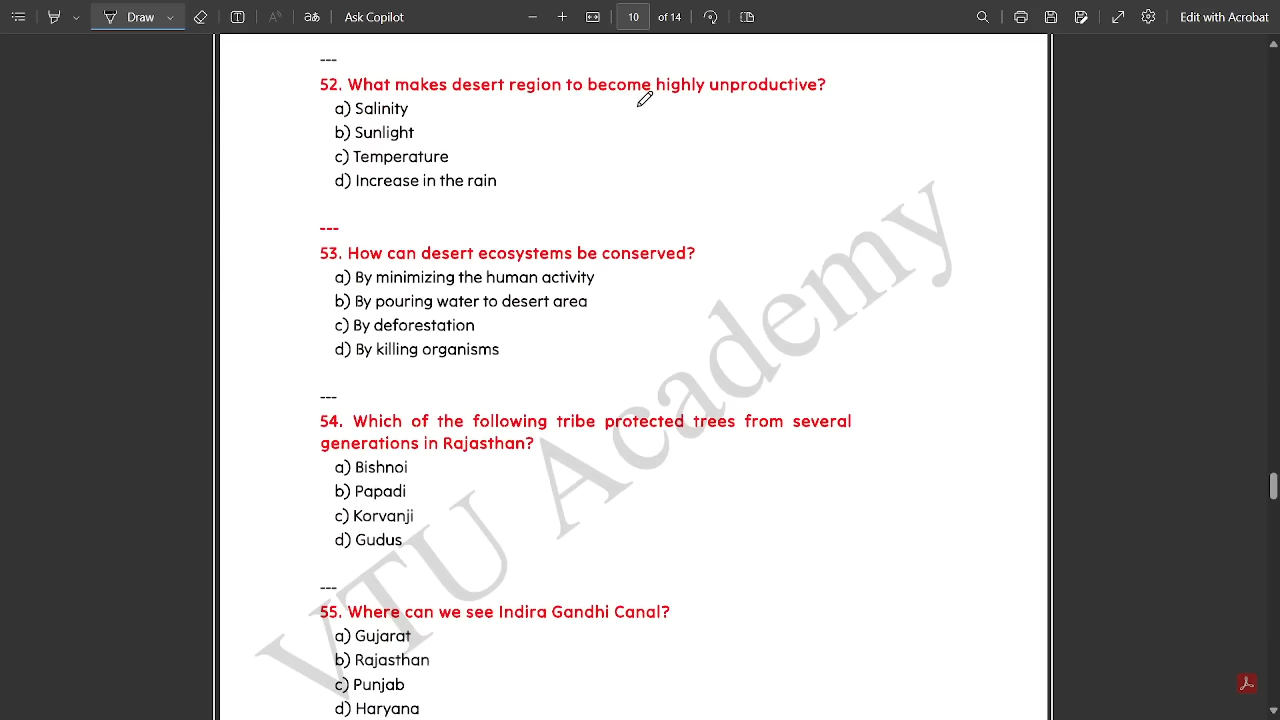 Draw
Ask Copilot
10 of 14
Edit with Acrobat
---
52. What makes desert region to become highly unproductive?
a) Salinity
b) Sunlight
c) Temperature
d) Increase in the rain
---
53. How can desert ecosystems be conserved?
a) By minimizing the human activity
b) By pouring water to desert area
c) By deforestation
d) By killing organisms
---
54. Which of the following tribe protected trees from several
generations in Rajasthan?
a) Bishnoi
b) Papadi
c) Korvanji
d) Gudus
---
55. Where can we see Indira Gandhi Canal?
a) Gujarat
b) Rajasthan
c) Punjab
d) Haryana
VTU Academy